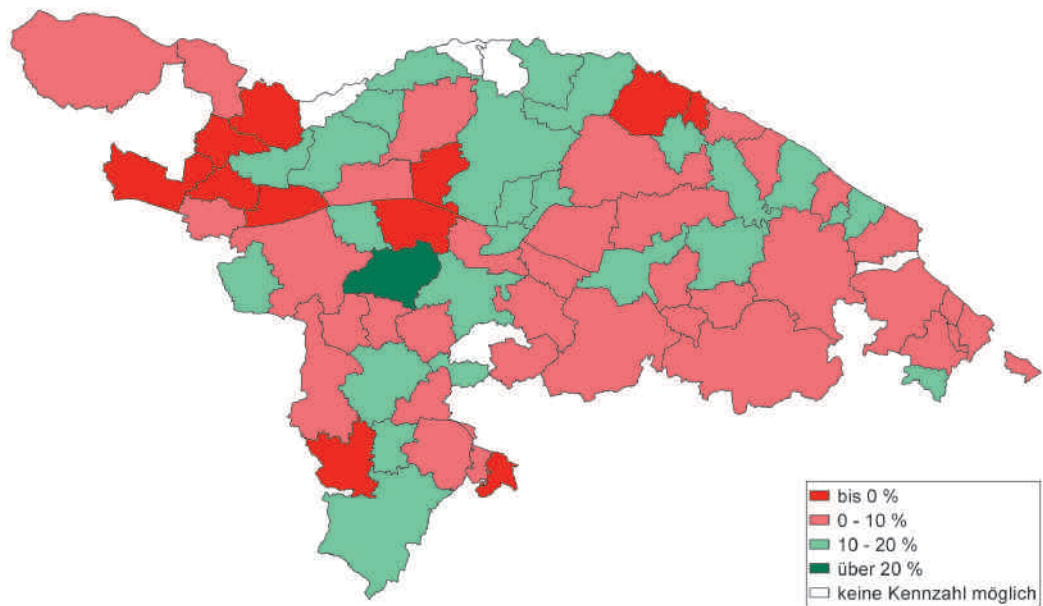 bis 0 %
0 - 10 %
10 - 20 %
über 20 %
keine Kennzahl möglich